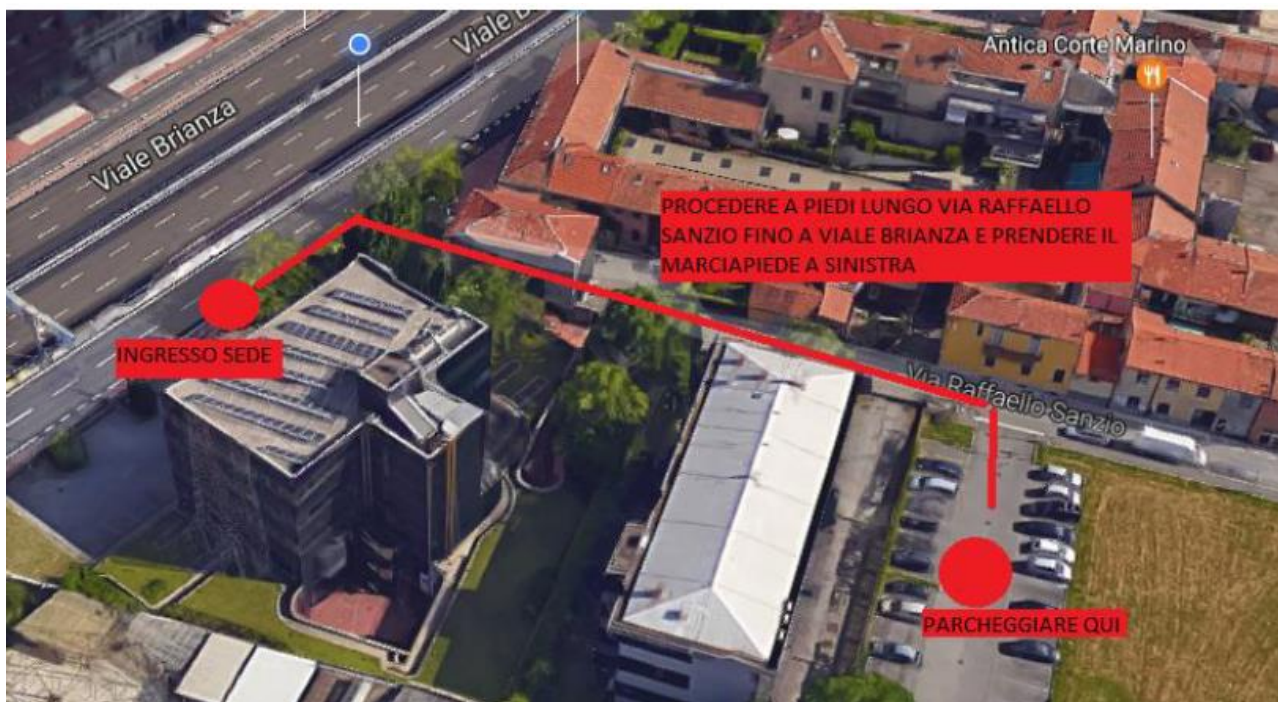 Viale B
Antica Corte Marino
Viale Brianza
PROCEDERE A PIEDI LUNGO VIA RAFFAELLO
SANZIO FINO A VIALE BRIANZA E PRENDERE IL
MARCIAPIEDE A SINISTRA
INGRESSO SEDE
Via Raffaello Sanzio
PARCHEGGIARE QUI